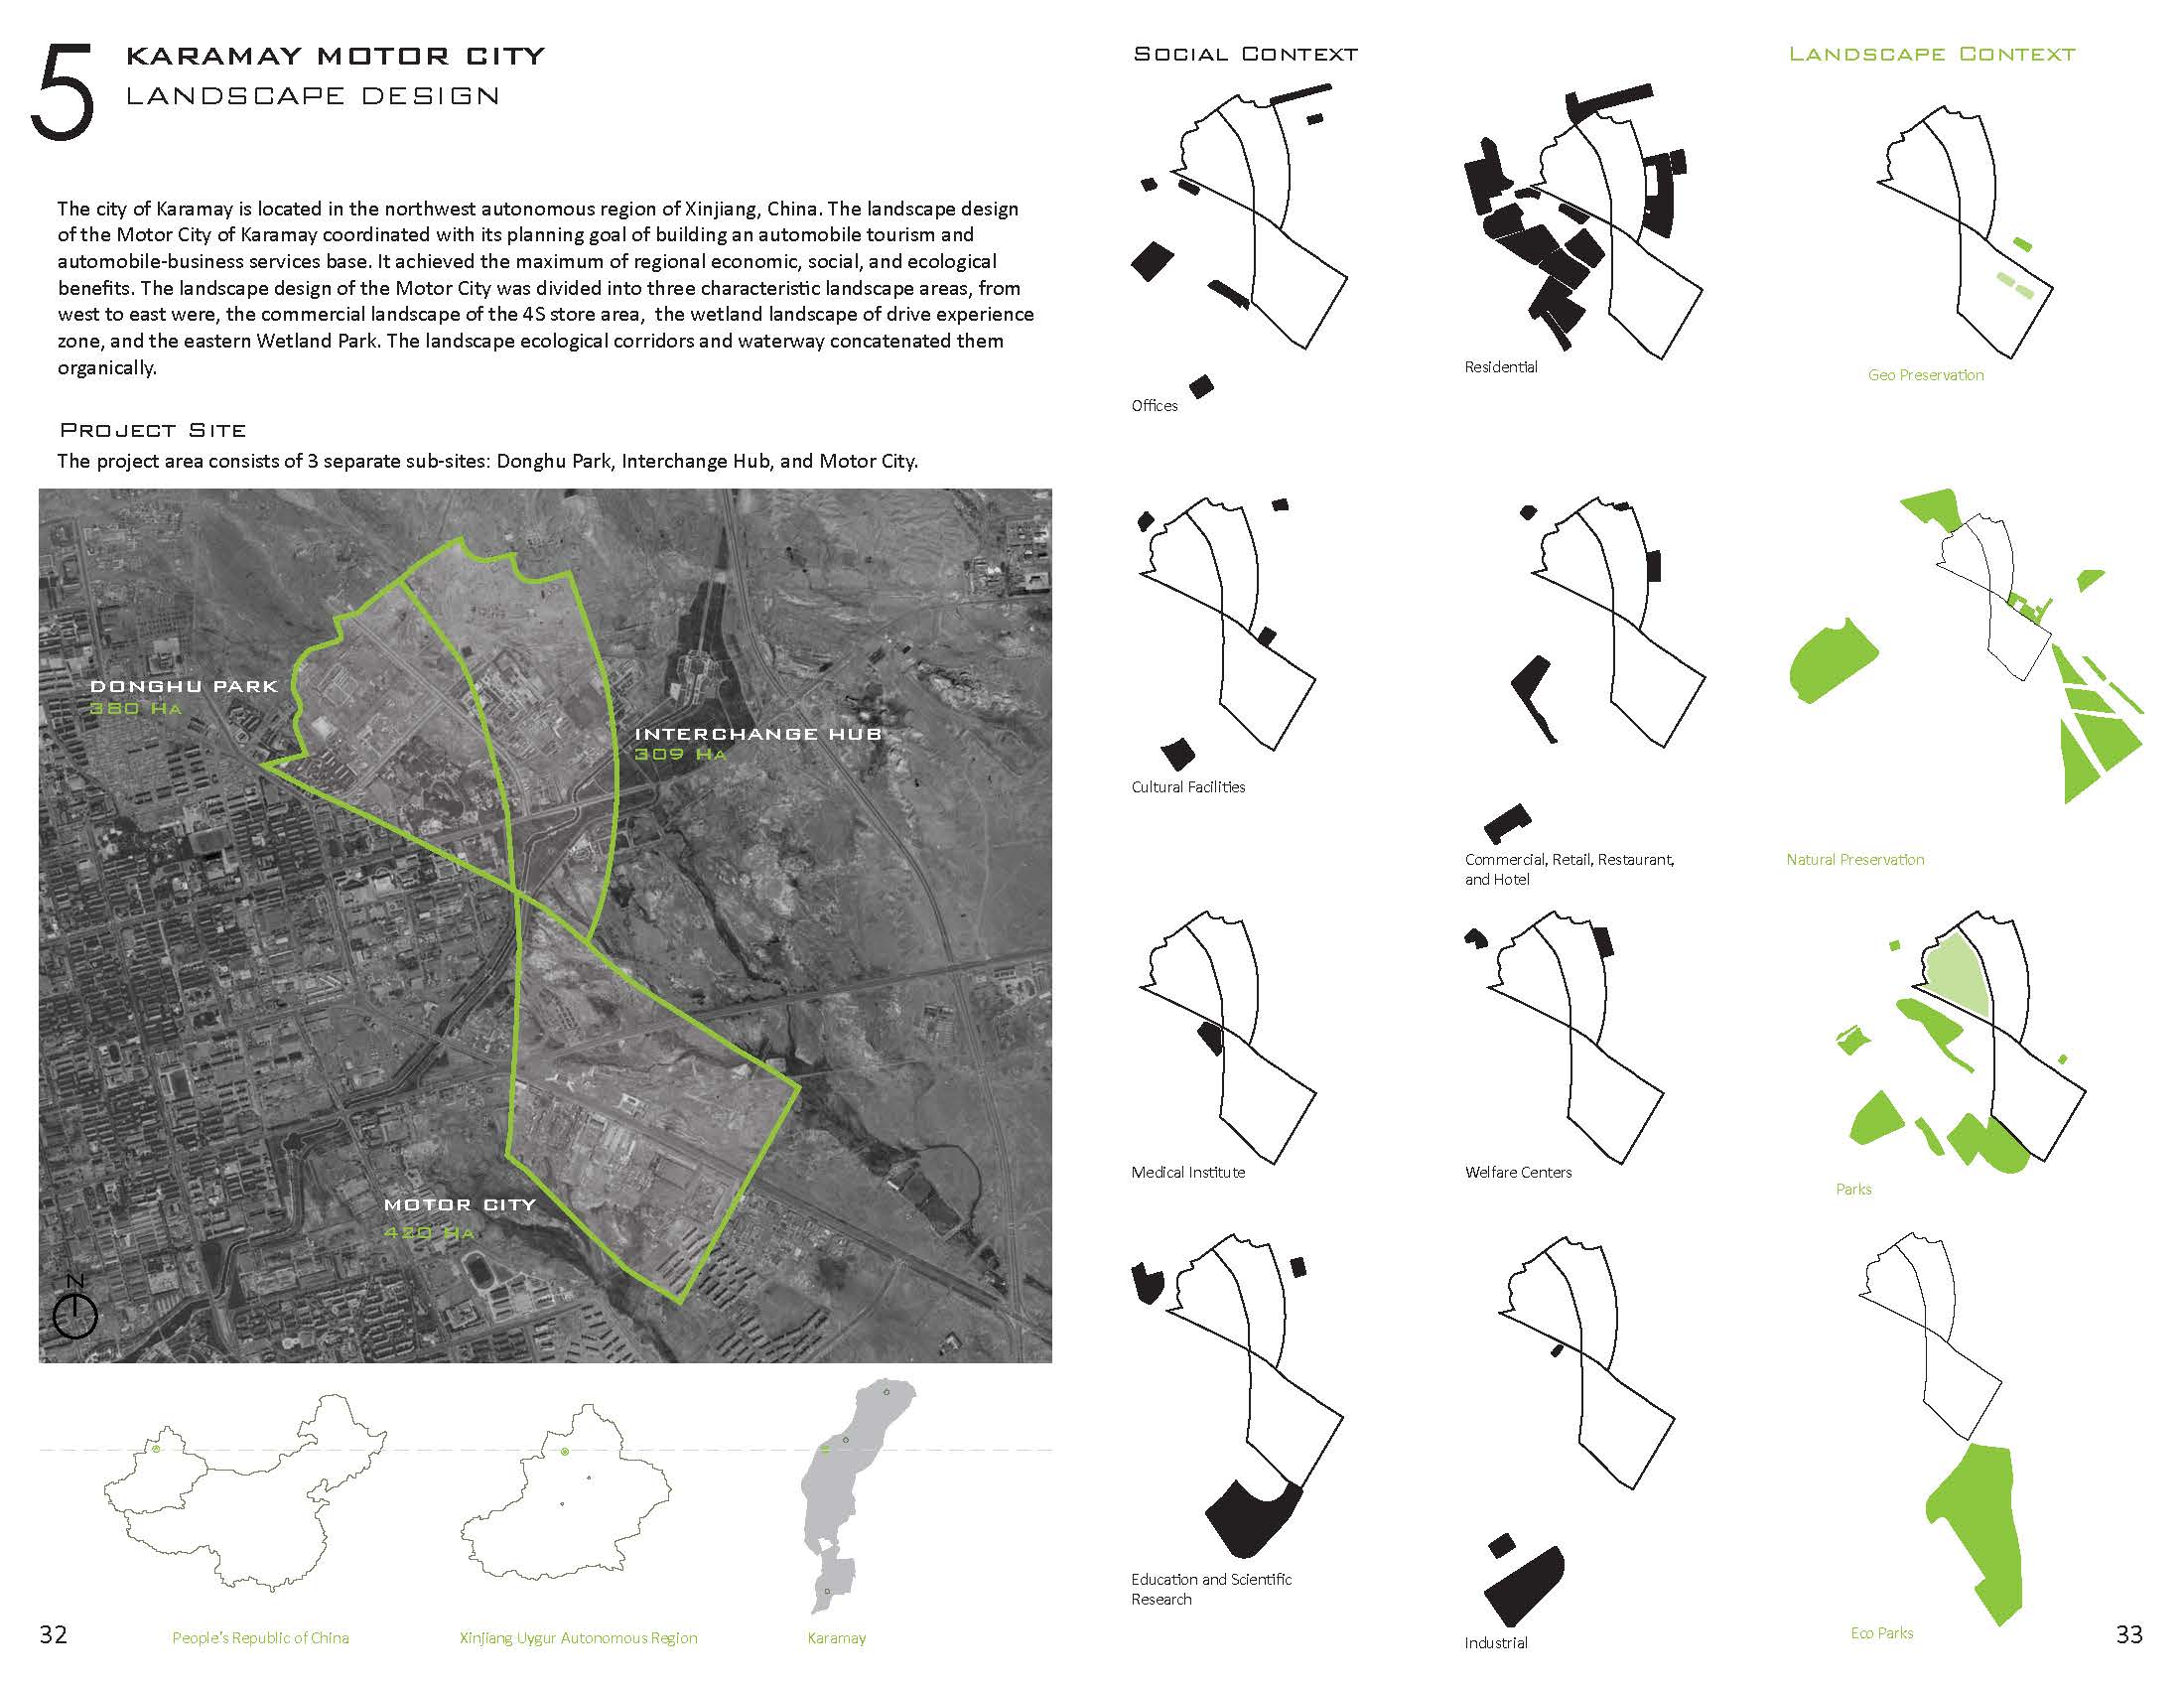 5
KARAMAY MOTOR CITY
LANDSCAPE DESIGN
The city of Karamay is located in the northwest autonomous region of Xinjiang, China. The landscape design
of the Motor City of Karamay coordinated with its planning goal of building an automobile tourism and
automobile-business services base. It achieved the maximum of regional economic, social, and ecological
benefits. The landscape design of the Motor City was divided into three characteristic landscape areas, from
west to east were, the commercial landscape of the 4S store area, the wetland landscape of drive experience
zone, and the eastern Wetland Park. The landscape ecological corridors and waterway concatenated them
organically.
PROJECT SITE
The project area consists of 3 separate sub-sites: Donghu Park, Interchange Hub, and Motor City.
DONGHU PARK
380 HA
INTERCHANGE HUB
309 HA
MOTOR CITY
420 HA
N
People's Republic of China
Xinjiang Uygur Autonomous Region
Karamay
32
SOCIAL CONTEXT
LANDSCAPE CONTEXT
Offices
Residential
Geo Preservation
Cultural Facilities
Commercial, Retail, Restaurant,
and Hotel
Natural Preservation
Medical Institute
Welfare Centers
Parks
Education and Scientific
Research
Industrial
Eco Parks
33